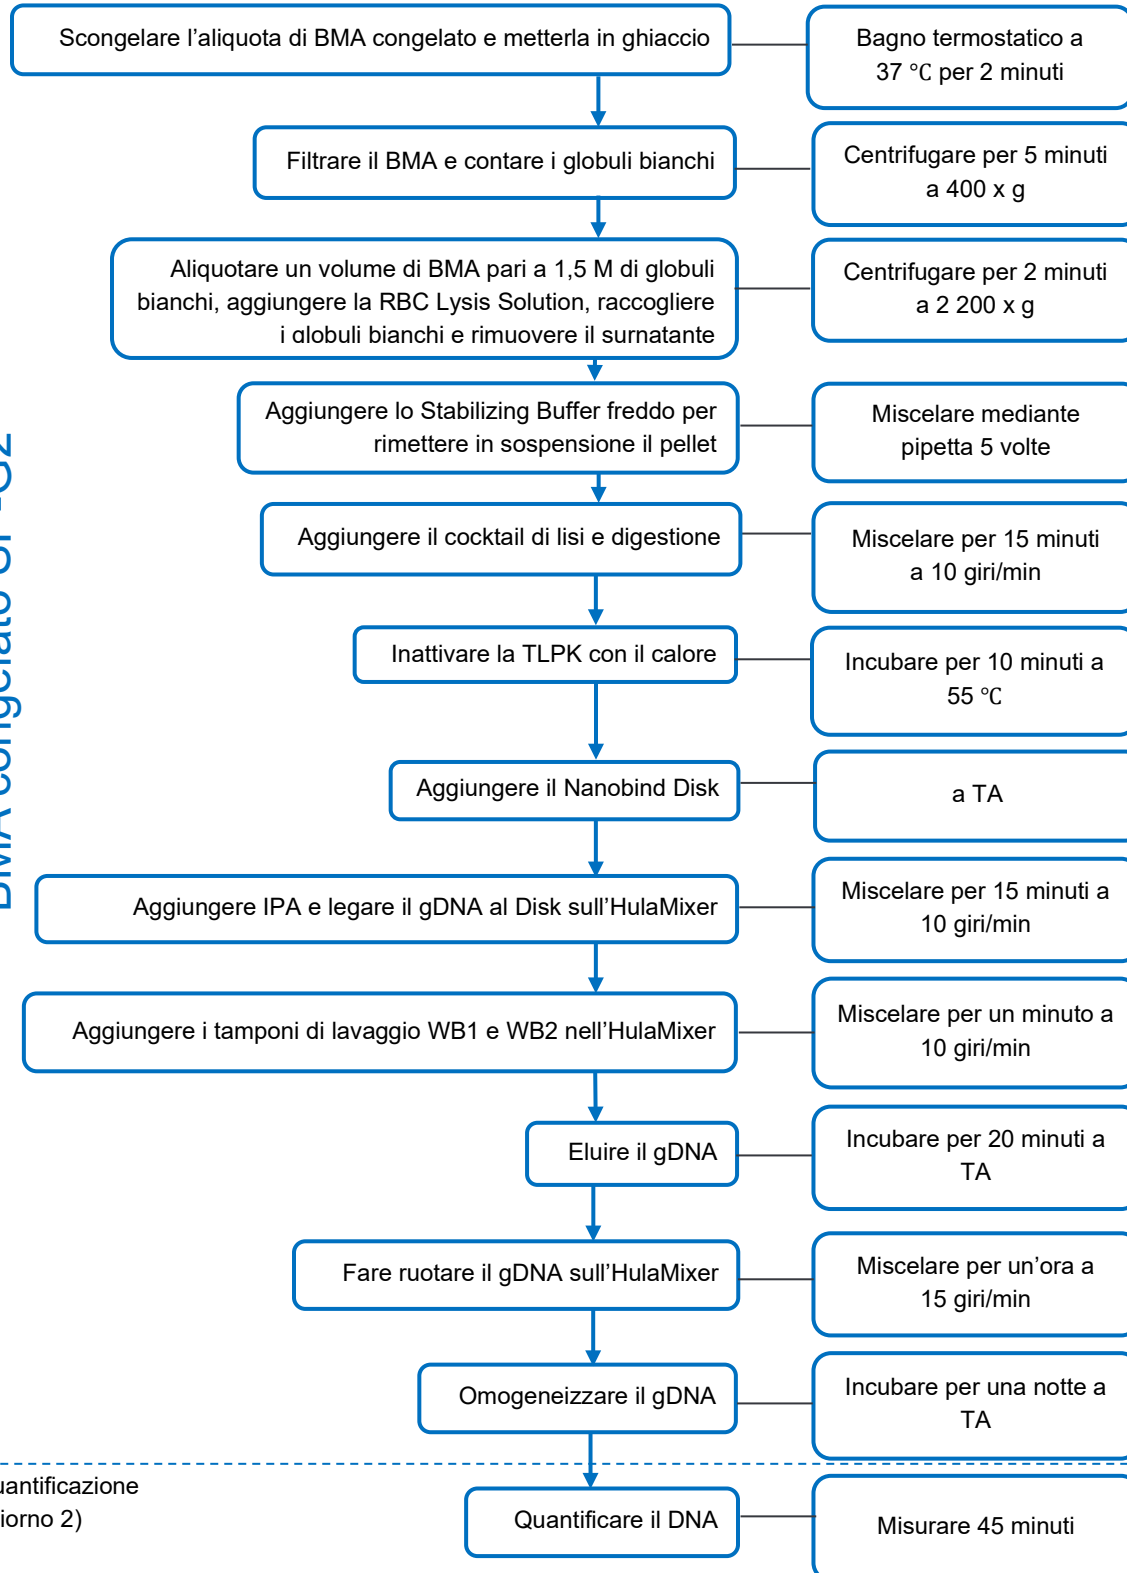 Scongelare l’aliquota di BMA congelato e metterla in ghiaccio
Bagno termostatico a
37 °C per 2 minuti
Filtrare il BMA e contare i globuli bianchi
Centrifugare per 5 minuti
a 400 x g
Aliquotare un volume di BMA pari a 1,5 M di globuli
bianchi, aggiungere la RBC Lysis Solution, raccogliere
i globuli bianchi e rimuovere il surnatante
Centrifugare per 2 minuti
a 2 200 x g
Aggiungere lo Stabilizing Buffer freddo per
rimettere in sospensione il pellet
Miscelare mediante
pipetta 5 volte
Aggiungere il cocktail di lisi e digestione
Miscelare per 15 minuti
a 10 giri/min
Inattivare la TLPK con il calore
Incubare per 10 minuti a
55 °C
Aggiungere il Nanobind Disk
a TA
Aggiungere IPA e legare il gDNA al Disk sull’HulaMixer
Miscelare per 15 minuti a
10 giri/min
Aggiungere i tamponi di lavaggio WB1 e WB2 nell’HulaMixer
Miscelare per un minuto a
10 giri/min
Eluire il gDNA
Incubare per 20 minuti a
TA
Fare ruotare il gDNA sull’HulaMixer
Miscelare per un’ora a
15 giri/min
Omogeneizzare il gDNA
Incubare per una notte a
TA
uantificazione
iorno 2)
Quantificare il DNA
Misurare 45 minuti
BMA congelato